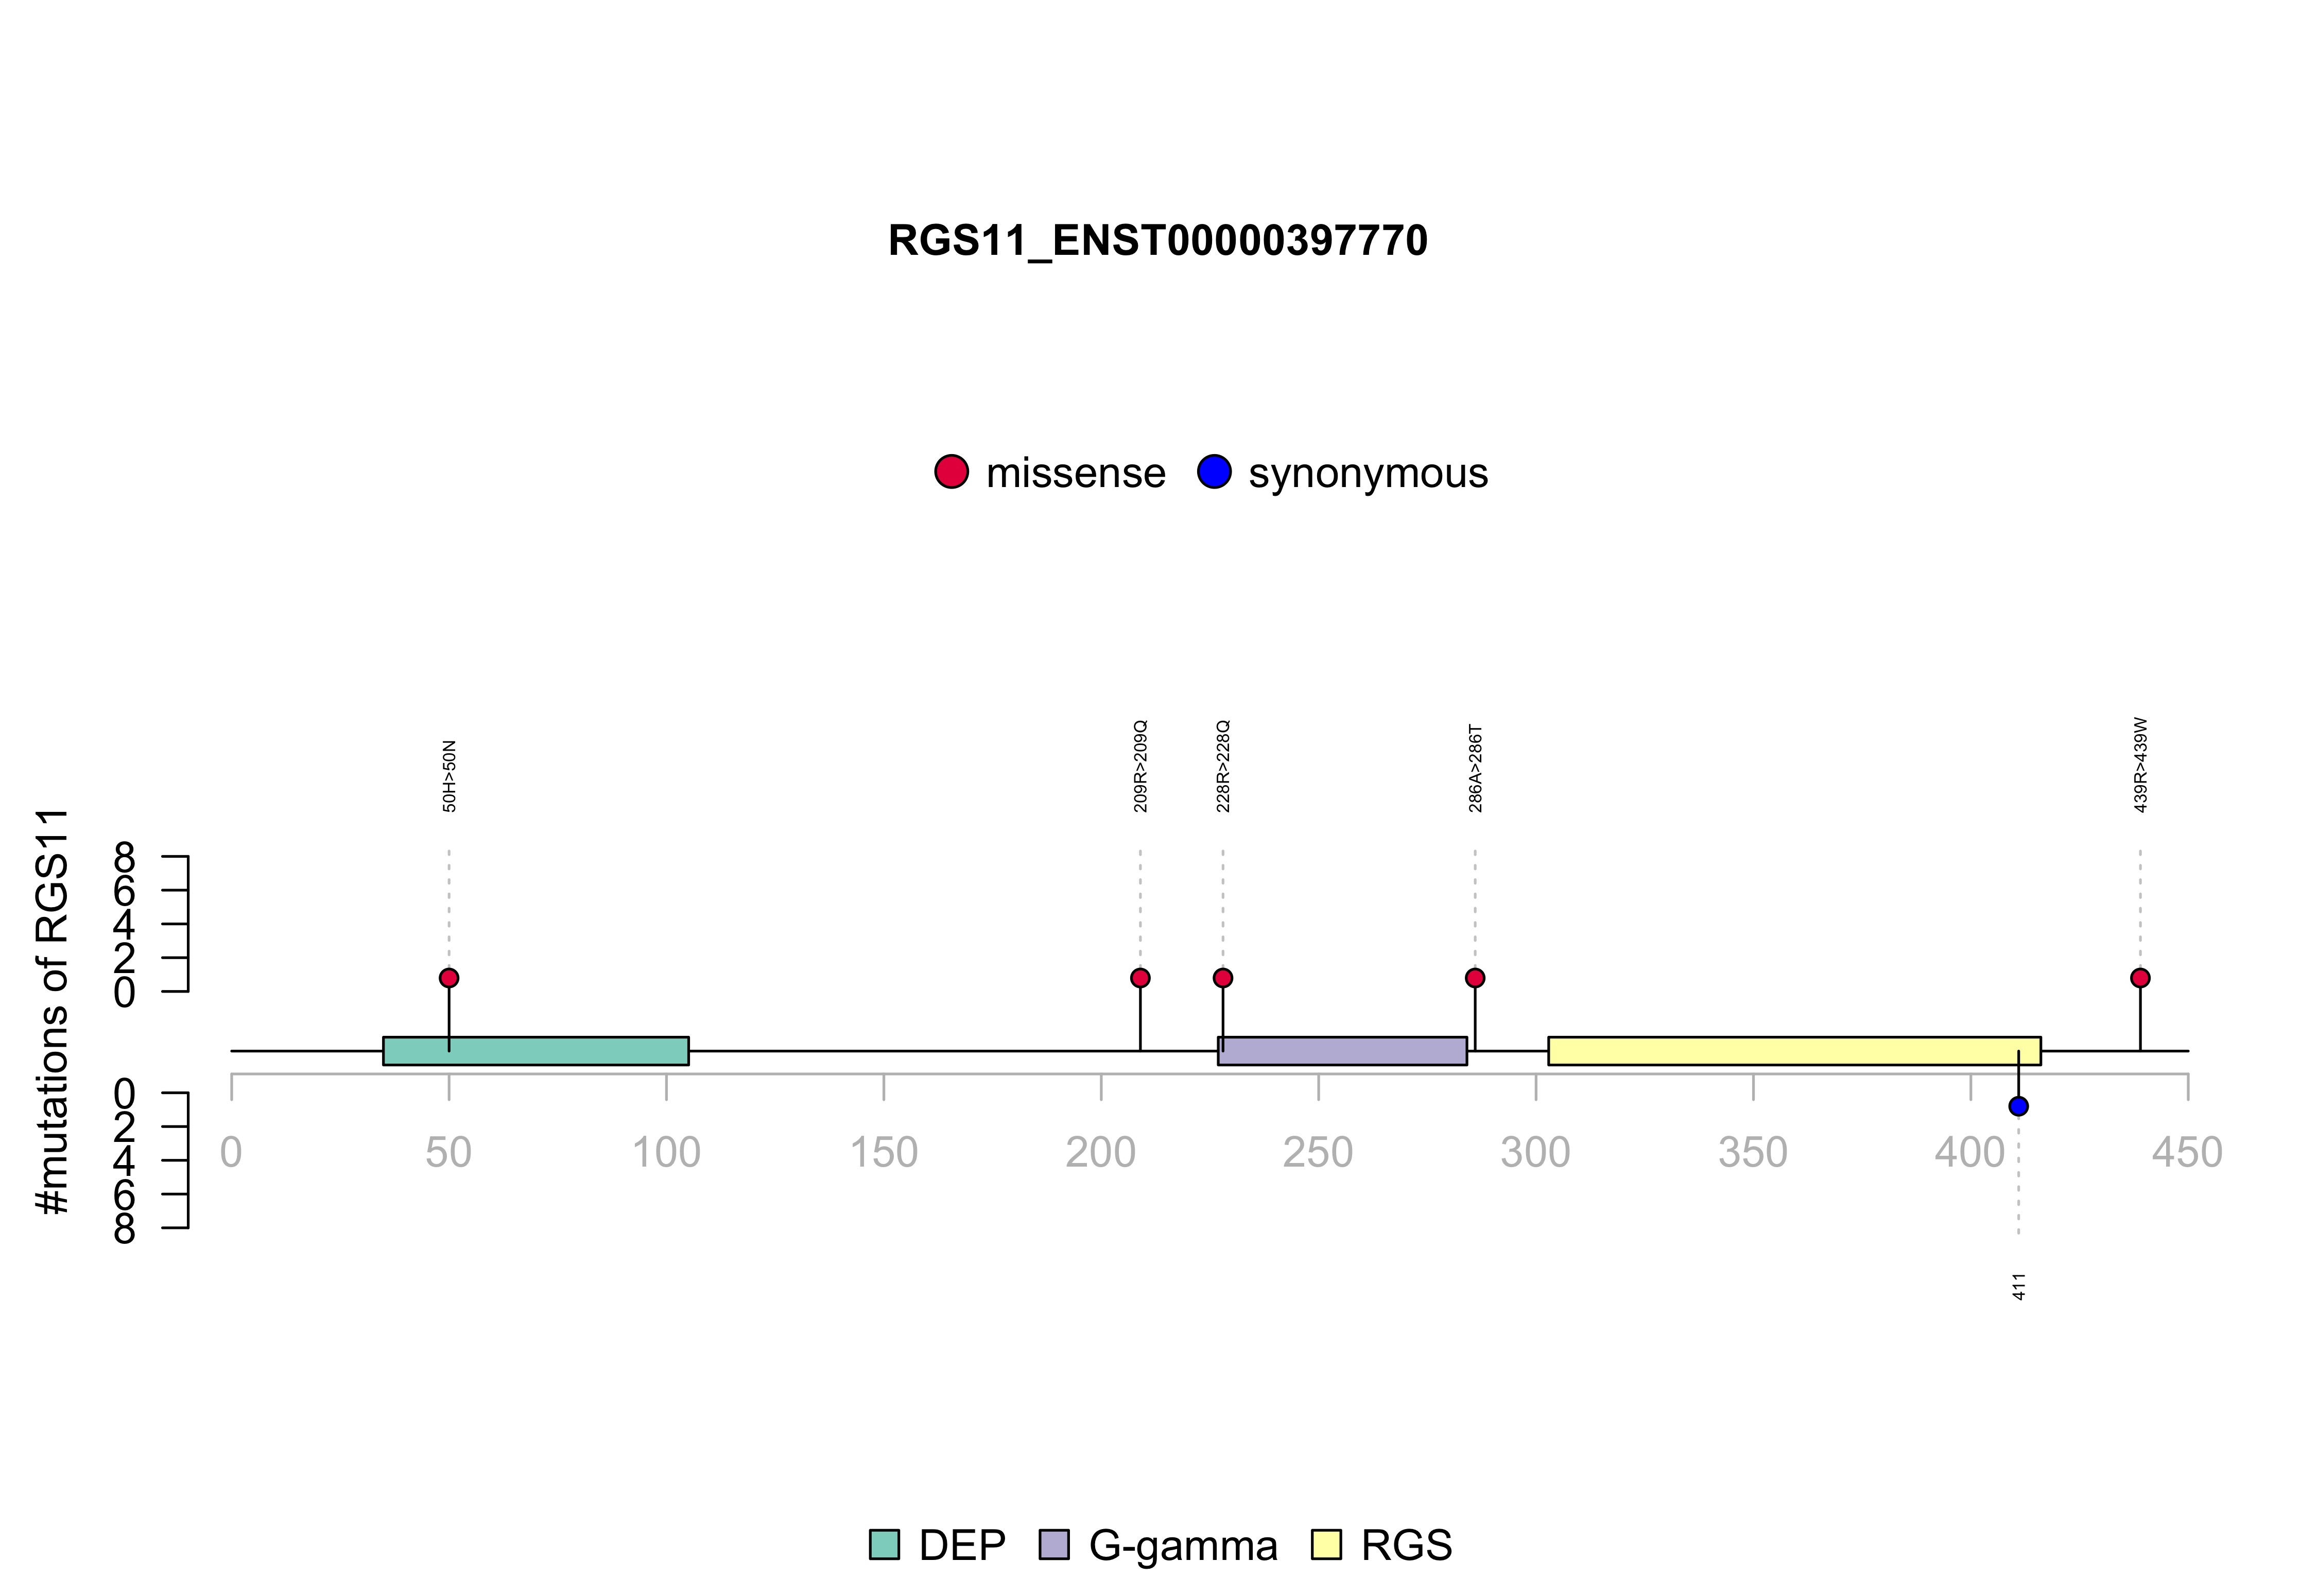 RGS11_ENST00000397770
missense synonymous
50H>50N
209R>209Q
228R>228Q
286A>286T
439R>439W
#mutations of RGS11
8
6
4
2
0
0
2
4
6
8
0 50 100 150 200 250 300 350 400 450
411
DEP G-gamma RGS